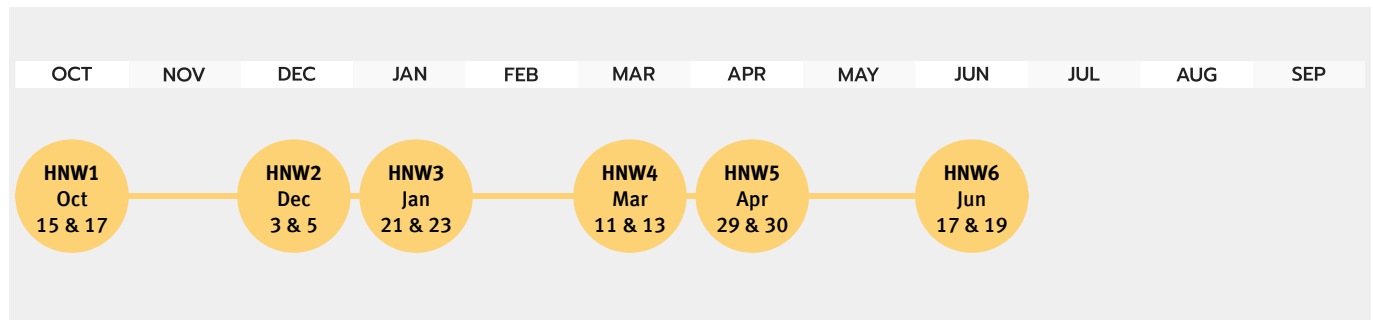 OCT NOV DEC JAN FEB MAR APR MAY JUN JUL AUG SEP
HNW1
Oct
15 & 17
HNW2
Dec
3 & 5
HNW3
Jan
21 & 23
HNW4
Mar
11 & 13
HNW5
Apr
29 & 30
HNW6
Jun
17 & 19